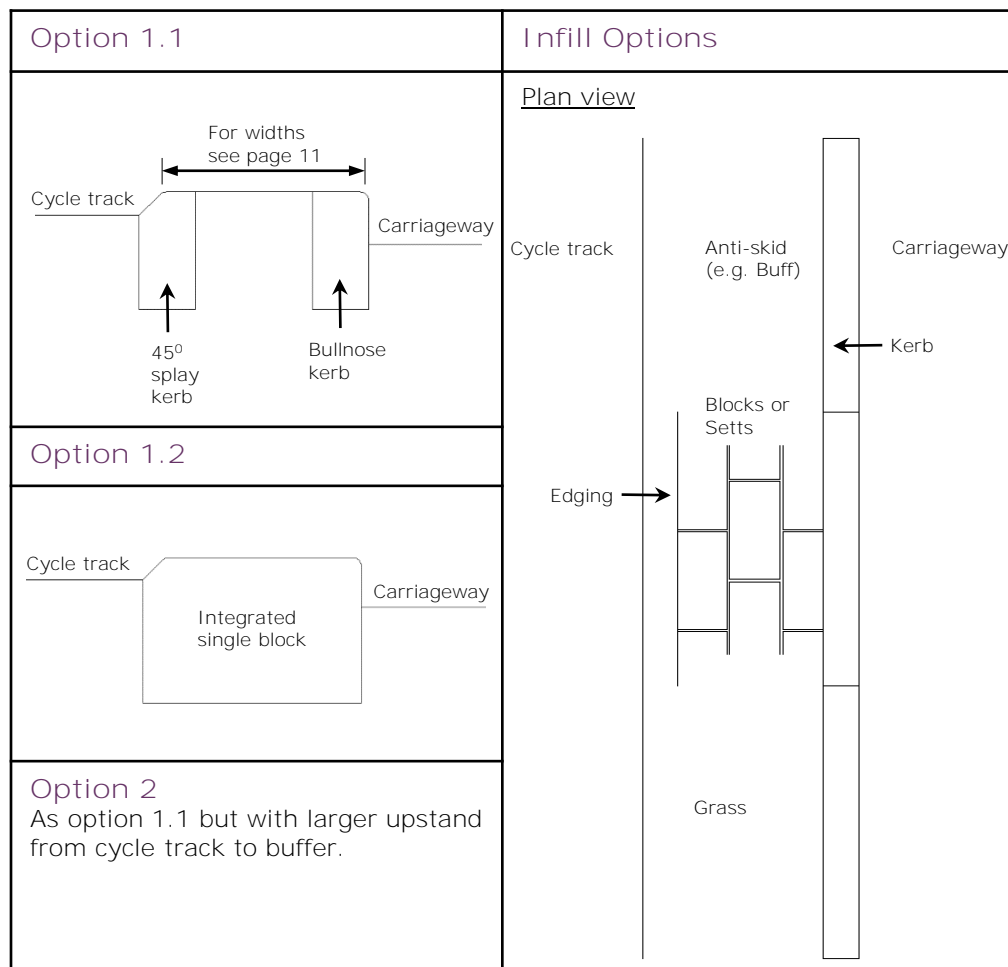 Option 1.1
For widths
see page 11
Cycle track
Carriageway
45⁰
splay
kerb
Bullnose
kerb
Option 1.2
Cycle track
Carriageway
Integrated
single block
Option 2
As option 1.1 but with larger upstand
from cycle track to buffer.
Infill Options
Plan view
Cycle track
Anti-skid
(e.g. Buff)
Carriageway
Kerb
Blocks or
Setts
Edging
Grass